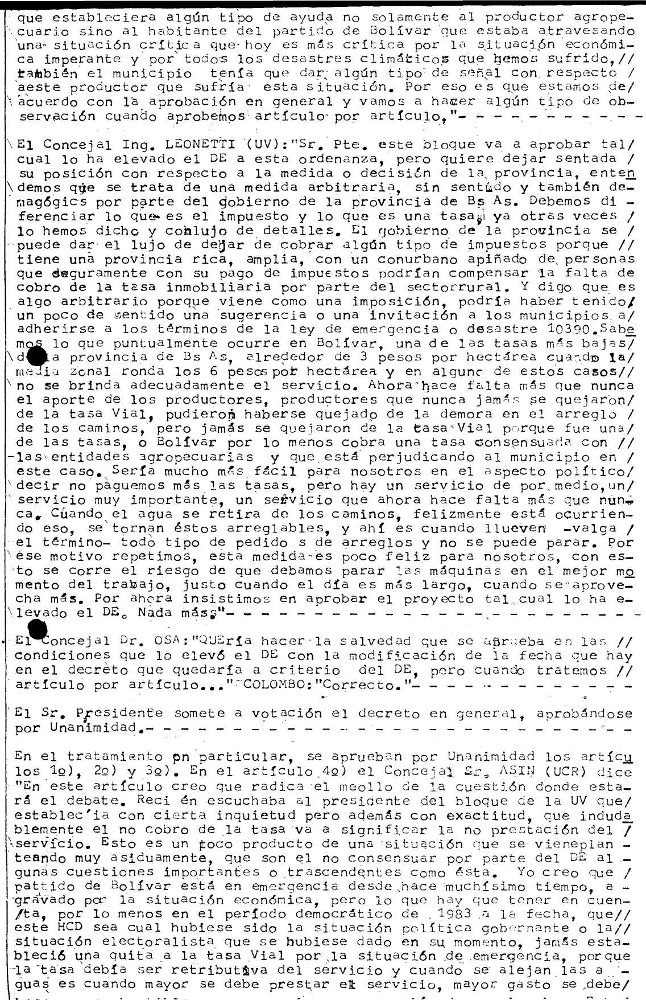 que estableciera algún tipo de ayuda no solamente al productor agrope-
cuario sino al habitante del partido de Bolívar que estaba atravesando
una situación crítica que hoy es más crítica por la situación económi-
ca imperante y por todos los desastres climáticos que hemos sufrido,//
también el municipio  tenía que dar algún tipo de señal con respecto /
aeste productor que sufría  esta situación. Por eso es que estamos de/
acuerdo con la aprobación en general y vamos a hacer algún tipo de ob-
servación cuando aprobemos artículo por artículo,"- - - - - - - - - - -
El Concejal Ing. LEONETTI (UV):"Sr. Pte. este bloque va a aprobar tal/
cual lo ha elevado el DE a esta ordenanza, pero quiere dejar sentada /
su posición con respecto a la medida o decisión de la provincia, enten
demos que se trata de una medida arbitraria, sin sentido y también de-
magógics por parte del gobierno de la provincia de Bs As. Debemos di -
ferenciar lo que es el impuesto y lo que es una tasa, ya otras veces /
lo hemos dicho y conlujo de detalles. El gobierno de la provincia se /
puede dar el lujo de dejar de cobrar algún tipo de impuestos porque //
tiene una provincia rica, amplia, con un conurbano apiñado de personas
que deguramente con su pago de impuestos podrían compensar la falta de
cobro de la tasa inmobiliaria por parte del sectorrural. Y digo que es
algo arbitrario porque viene como una imposición, podría haber tenido/
un poco de sentido una sugerencia o una invitación a los municipios a/
adherirse a los términos de la ley de emergencia o desastre 10390.Sabe
mos lo que puntualmente ocurre en Bolívar, una de las tasas más bajas/
de la provincia de Bs As, alrededor de 3 pesos por hectárea cuando la/
media zonal ronda los 6 pesos por hectárea y en alguno de estos casos//
no se brinda adecuadamente el servicio. Ahora hace falta más que nunca
el aporte de los productores, productores que nunca jamás se quejaron/
de la tasa Vial, pudieron haberse quejado de la demora en el arreglo /
de los caminos, pero jamás se quejaron de la tasa Vial porque fue una/
de las tasas, o Bolívar por lo menos cobra una tasa consensuada con //
las entidades agropecuarias  y que está perjudicando al municipio en /
este caso. Sería mucho más fácil para nosotros en el aspecto político/
decir no paguemos más las tasas, pero hay un servicio de por medio,un/
servicio muy importante, un servicio que ahora hace falta más que nun-
ca. Cuando el agua se retira de los caminos, felizmente está ocurrien-
do eso, se tornan éstos arreglables, y ahí es cuando llueven  -valga /
el término- todo tipo de pedido s de arreglos y no se puede parar. Por
ese motivo repetimos, esta medida es poco feliz para nosotros, con es-
to se corre el riesgo de que debamos parar las máquinas en el mejor mo
mento del trabajo, justo cuando el día es más largo, cuando se aprove-
cha más. Por ahora insistimos en aprobar el proyecto tal cual lo ha e-
levado el DE. Nada máss"- - - - - - - - - - - - - - - - - - - - - - - -
El Concejal Dr. OSA:"QUEría hacer la salvedad que se aprueba en las //
condiciones que lo elevó el DE con la modificación de la fecha que hay
en el decreto que quedaría a criterio  del DE, pero cuando tratemos //
artículo por artículo..." COLOMBO:"Correcto."- - - - - - - - - - - - -
El Sr. Presidente somete a votación el decreto en general, aprobándose
por Unanimidad.- - - - - - - - - - - - - - - - - - - - - - - - - - - -
En el tratamiento en particular, se aprueban por Unanimidad los artícu
los 1º), 2º) y 3º). En el artículo 4º) el Concejal Sr. ASIN (UCR) dice
"En este artículo creo que radica el meollo de la cuestión donde esta-
rá el debate. Reci én escuchaba al presidente del bloque de la UV que/
establec'ia con cierta inquietud pero además con exactitud, que induda
blemente el no cobro de la tasa va a significar la no prestación del /
servicio. Esto es un poco producto de una situación que se vieneplan -
teando muy asiduamente, que son el no consensuar por parte del DE al -
gunas cuestiones importantes o trascendentes como ésta.  Yo creo que /
pattido de Bolívar está en emergencia desde hace muchísimo tiempo, a -
gravado por la situación económica, pero lo que hay que tener en cuen-
/ta, por lo menos en el período democrático de  1983 a la fecha, que//
este HCD sea cual hubiese sido la situación política gobernante o la//
situación electoralista que se hubiese dado en su momento, jamás esta-
bleció una quita a la tasa Vial por la situación de emergencia, porque
la tasa debía ser retributiva del servicio y cuando se alejan las a  -
guas es cuando mayor se debe prestar el servicio, mayor gasto se debe/